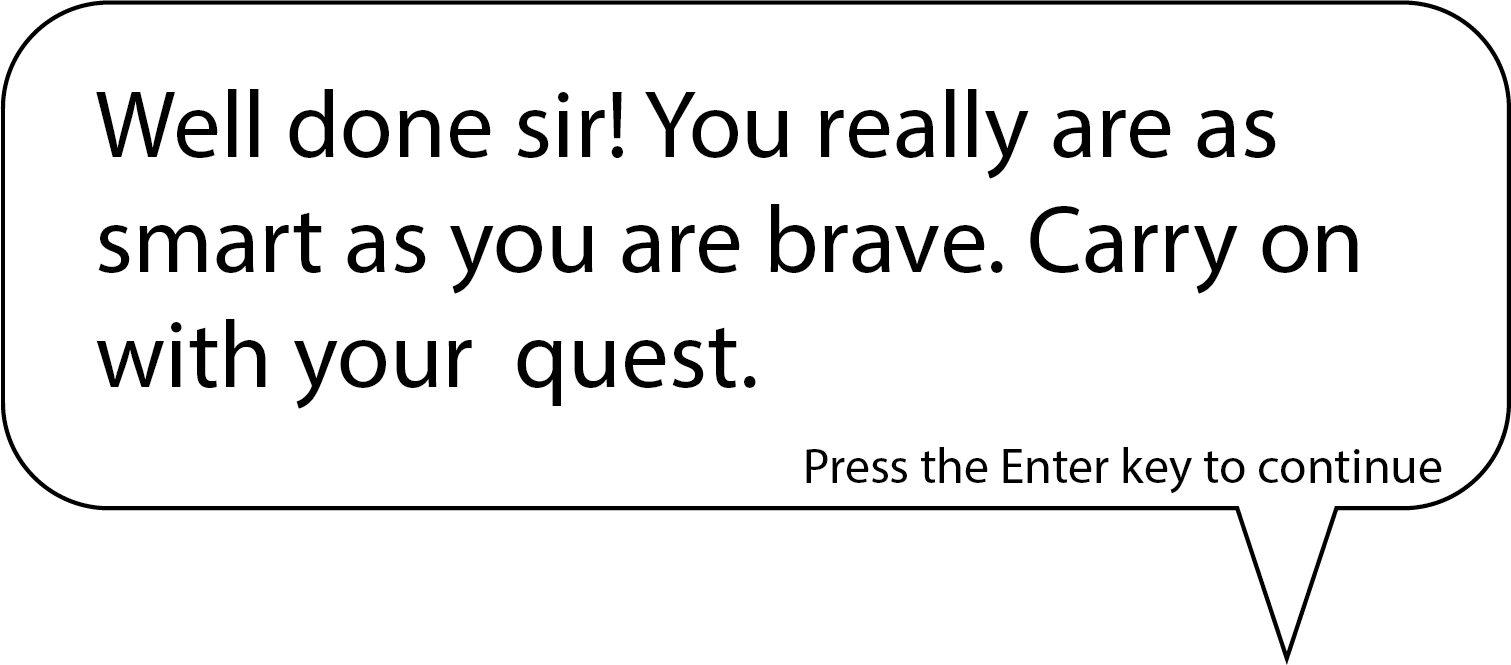 Well done sir! You really are as
smart as you are brave. Carry on
with your  quest.
Press the Enter key to continue